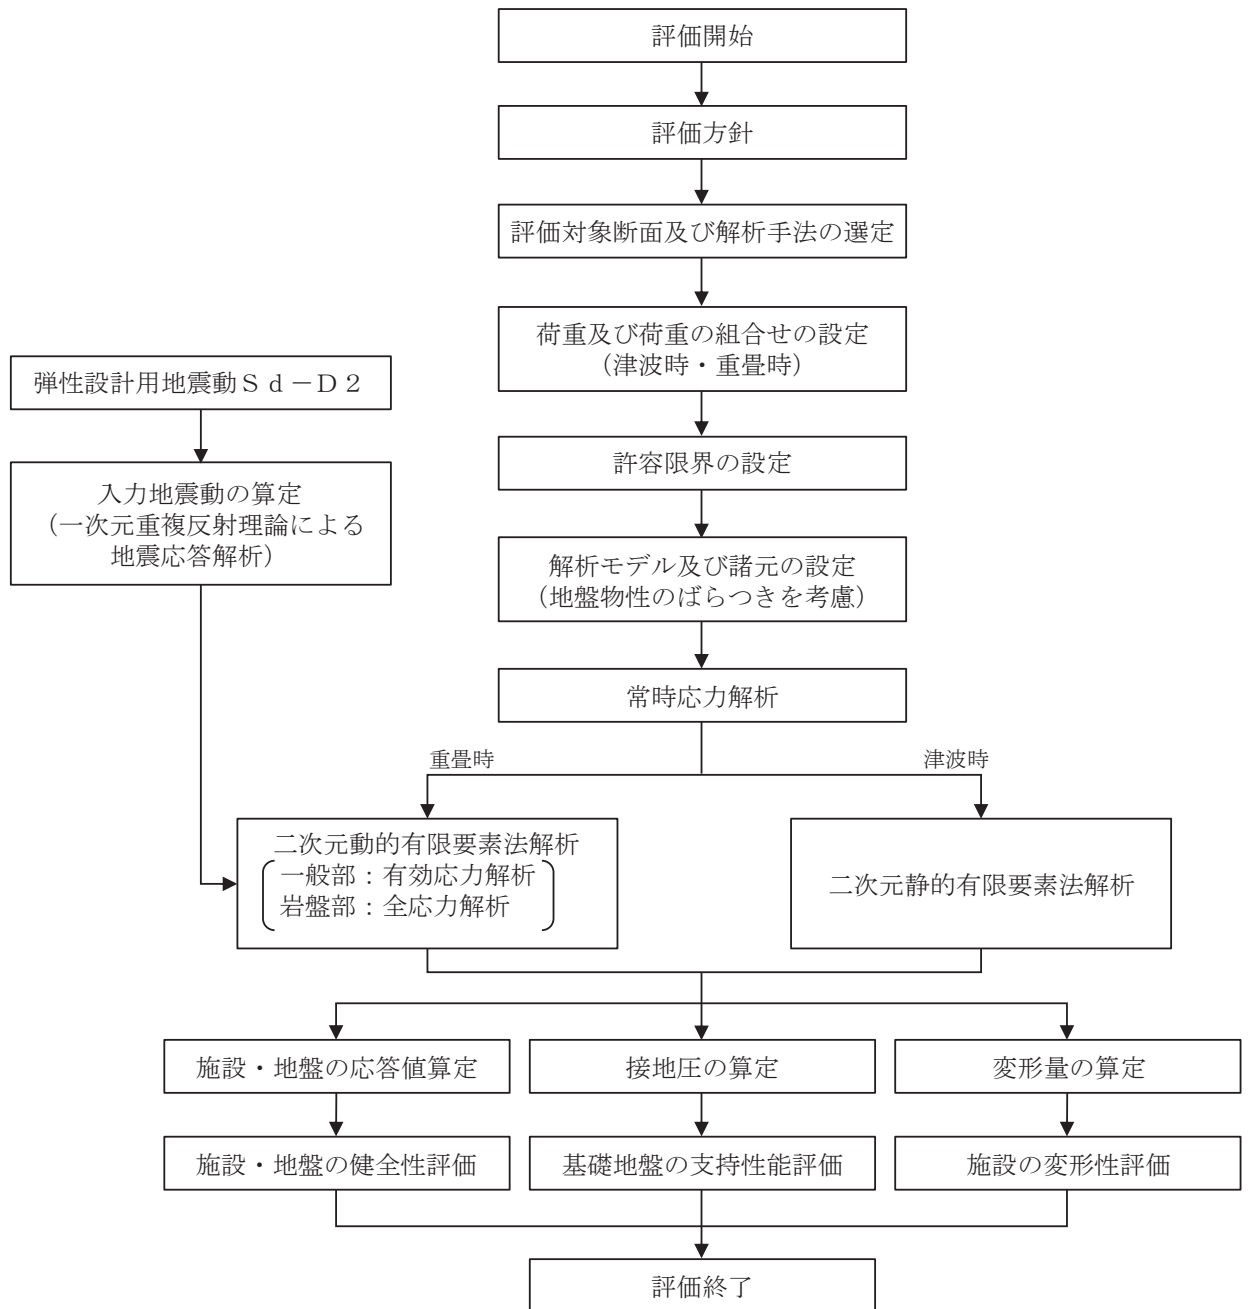 評価開始
評価方針
評価対象断面及び解析手法の選定
荷重及び荷重の組合せの設定
（津波時・重畳時）
弾性設計用地震動Ｓｄ－Ｄ２
許容限界の設定
入力地震動の算定
（一次元重複反射理論による
地震応答解析）
解析モデル及び諸元の設定
（地盤物性のばらつきを考慮）
常時応力解析
重畳時
津波時
二次元動的有限要素法解析
一般部：有効応力解析
岩盤部：全応力解析
二次元静的有限要素法解析
施設・地盤の応答値算定
接地圧の算定
変形量の算定
施設・地盤の健全性評価
基礎地盤の支持性能評価
施設の変形性評価
評価終了